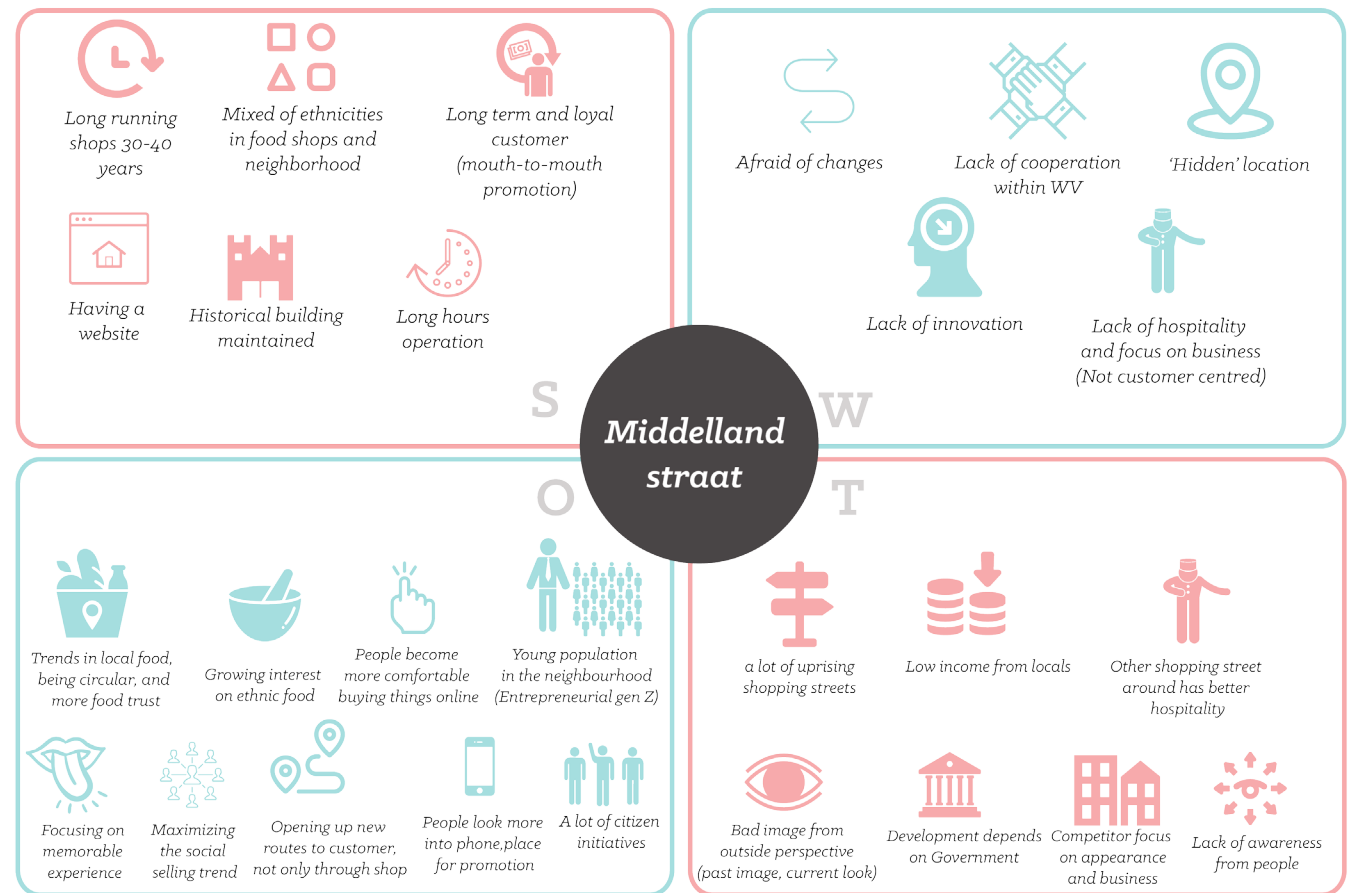 Long running
shops 30-40
years
Mixed of ethnicities
in food shops and
neighborhood
Long term and loyal
customer
(mouth-to-mouth
promotion)
Having a
website
Historical building
maintained
Long hours
operation
S
Afraid of changes
Lack of cooperation
within WV
‘Hidden’ location
Lack of innovation
Lack of hospitality
and focus on business
(Not customer centred)
W
Middelland
straat
O
Trends in local food,
being circular, and
more food trust
Growing interest
on ethnic food
People become
more comfortable
buying things online
Young population
in the neighbourhood
(Entrepreneurial gen Z)
Focusing on
memorable
experience
Maximizing
the social
selling trend
Opening up new
routes to customer,
not only through shop
People look more
into phone,place
for promotion
A lot of citizen
initiatives
T
a lot of uprising
shopping streets
Low income from locals
Other shopping street
around has better
hospitality
Bad image from
outside perspective
(past image, current look)
Development depends
on Government
Competitor focus
on appearance
and business
Lack of awareness
from people